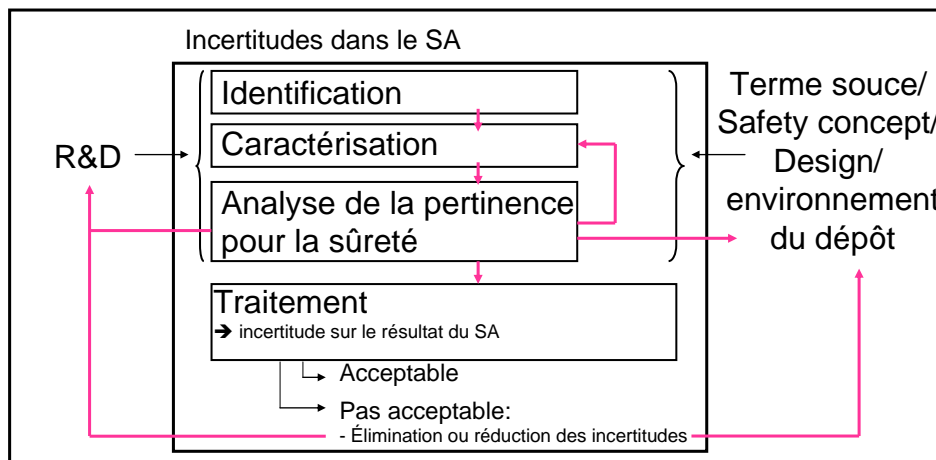 Incertitudes dans le SA
Identification
Caractérisation
Analyse de la pertinence
pour la sûreté
R&D
Terme souce/
Safety concept/
Design/
environnement
du dépôt
Traitement
➔ incertitude sur le résultat du SA
Acceptable
Pas acceptable:
- Élimination ou réduction des incertitudes